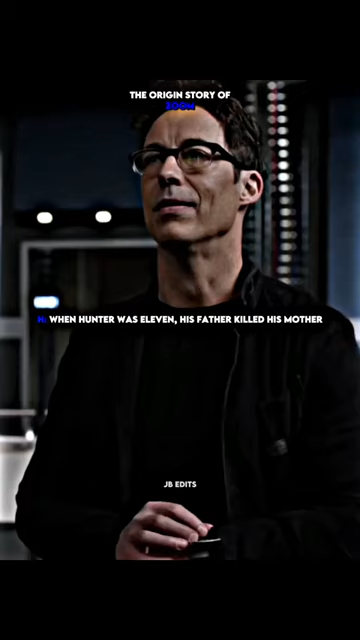 THE ORIGIN STORY OF
ZOOM
H: WHEN HUNTER WAS ELEVEN, HIS FATHER KILLED HIS MOTHER
JB EDITS